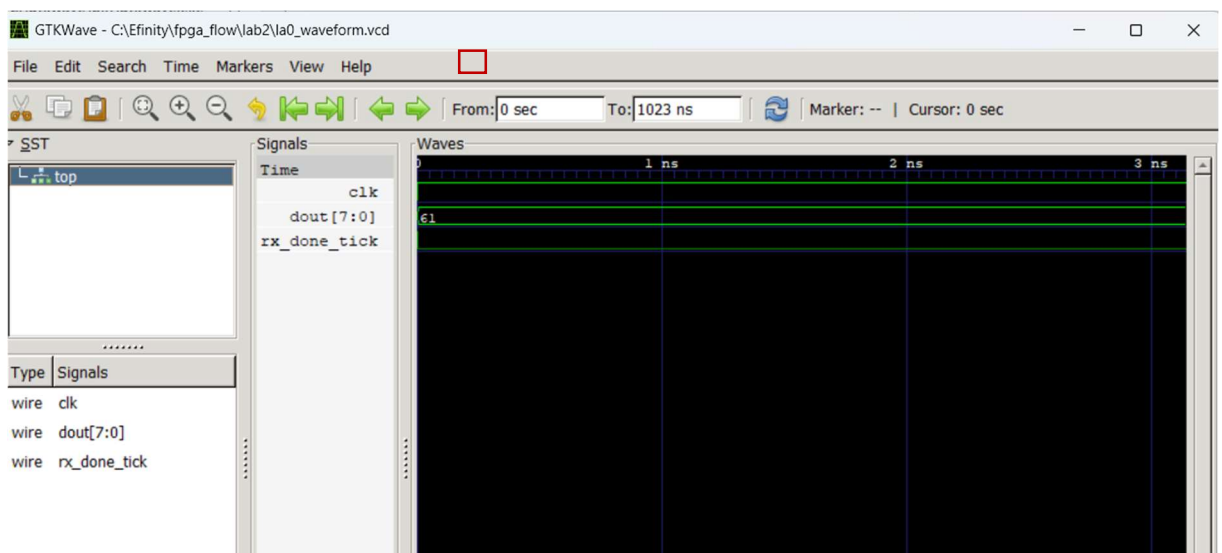 GTKWave - C:\Efinity\fpga_flow\lab2\la0_waveform.vcd
File Edit Search Time Markers View Help
From: 0 sec To: 1023 ns Marker: -- | Cursor: 0 sec
SST
top
Type Signals
wire clk
wire dout[7:0]
wire rx_done_tick
Signals
Time
clk
dout[7:0]
rx_done_tick
Waves
0 1 ns 2 ns 3 ns
61